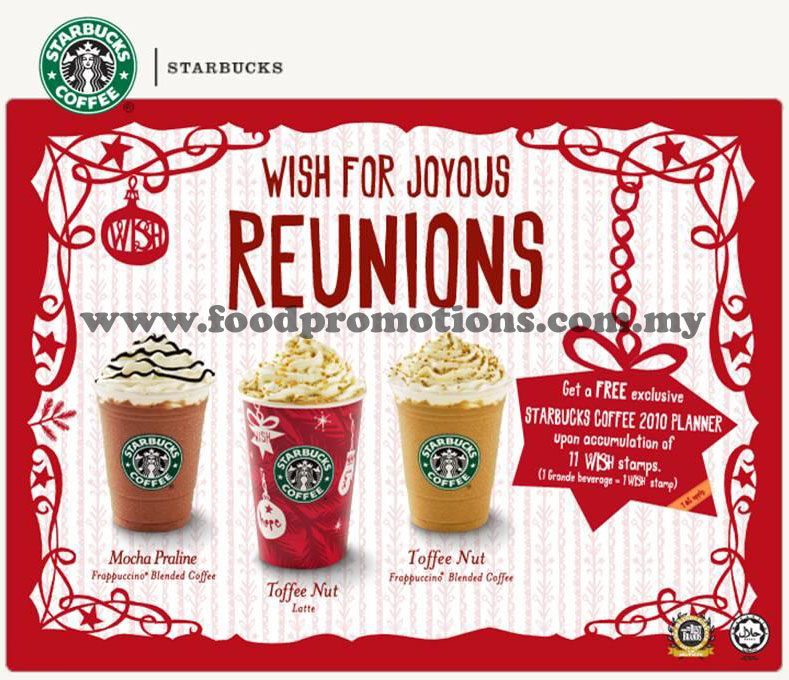 STARBUCKS
COFFEE
STARBUCKS
WISH FOR JOYOUS
REUNIONS
WISH
www.foodpromotions.com.my
Get a FREE exclusive
STARBUCKS COFFEE 2010 PLANNER
upon accumulation of
11 WISH stamps.
(1 Grande beverage = 1 WISH stamp)
STARBUCKS
COFFEE
WISH
STARBUCKS
COFFEE
hope
STARBUCKS
COFFEE
Mocha Praline
Frappuccino® Blended Coffee
Toffee Nut
Latte
Toffee Nut
Frappuccino® Blended Coffee
حلال